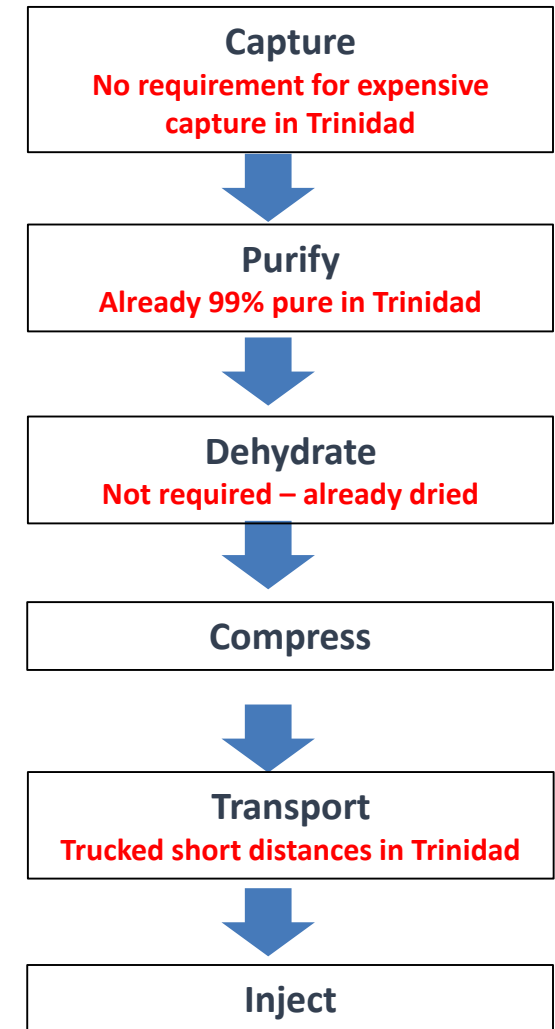 Capture
No requirement for expensive
capture in Trinidad
Purify
Already 99% pure in Trinidad
Dehydrate
Not required – already dried
Compress
Transport
Trucked short distances in Trinidad
Inject